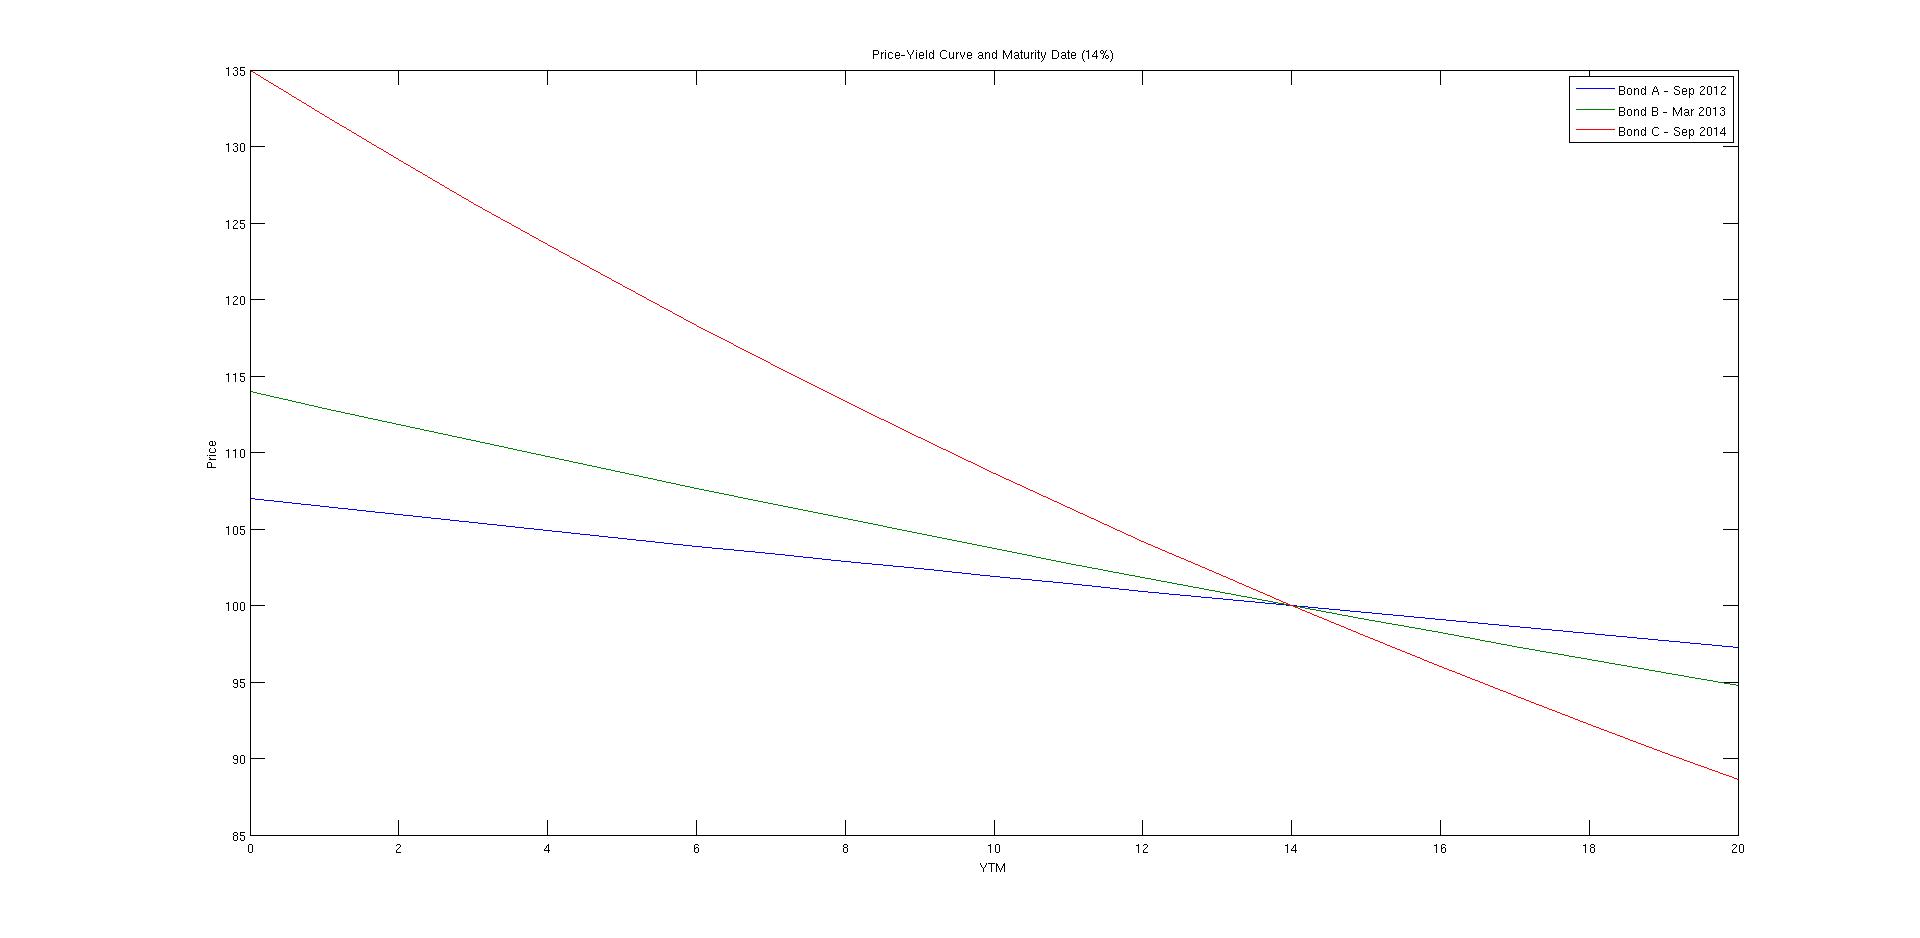 Price-Yield Curve and Maturity Date (14%)
Bond A - Sep 2012
Bond B - Mar 2013
Bond C - Sep 2014
135
130
125
120
115
110
105
100
95
90
85
Price
0 2 4 6 8 10 12 14 16 18 20
YTM